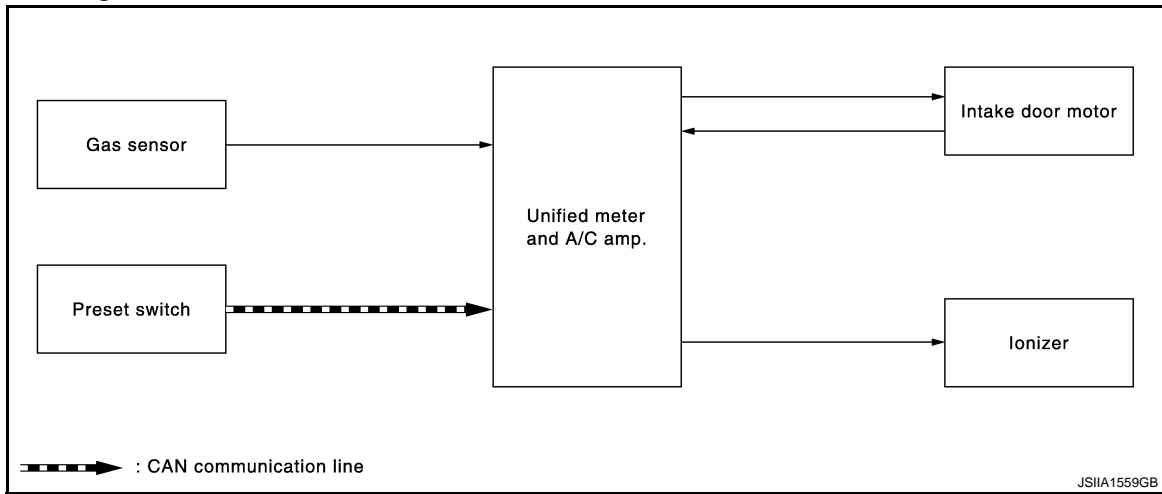 Gas sensor
Preset switch
Unified meter
and A/C amp.
Intake door motor
Ionizer
: CAN communication line
JSIIA1559GB